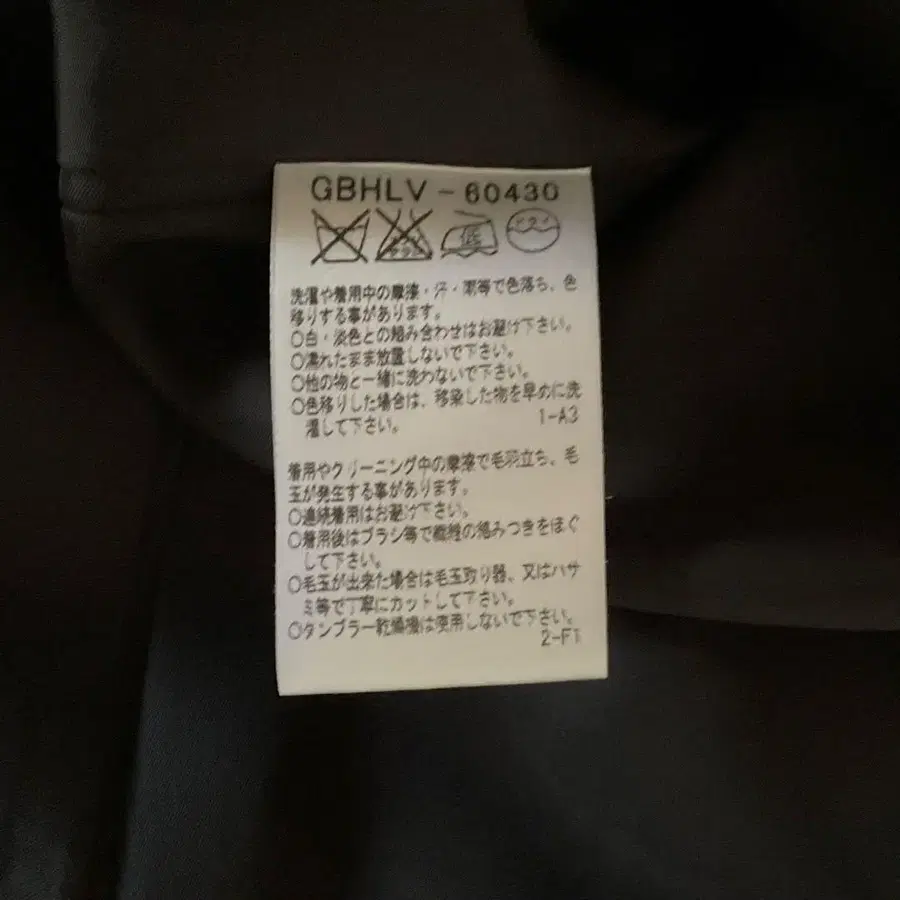 GBHLV-60430
エンソサラシ
低
ドライ
洗濯や着用中の摩擦・汗・雨等で色落ち、色
移りする事があります。
○白・淡色との組み合わせはお避け下さい。
○濡れたまま放置しないで下さい。
○他の物と一緒に洗わないで下さい。
○色移りした場合は、移染した物を早めに洗
濯して下さい。
1-A3
着用やクリーニング中の摩擦で毛羽立ち、毛
玉が発生する事があります。
○連続着用はお避け下さい。
○着用後はブラシ等で繊維の絡みつきをほぐ
して下さい。
○毛玉が出来た場合は毛玉取り器、又はハサ
ミ等で丁寧にカットして下さい。
○タンブラー乾燥機は使用しないで下さい。
2-F1